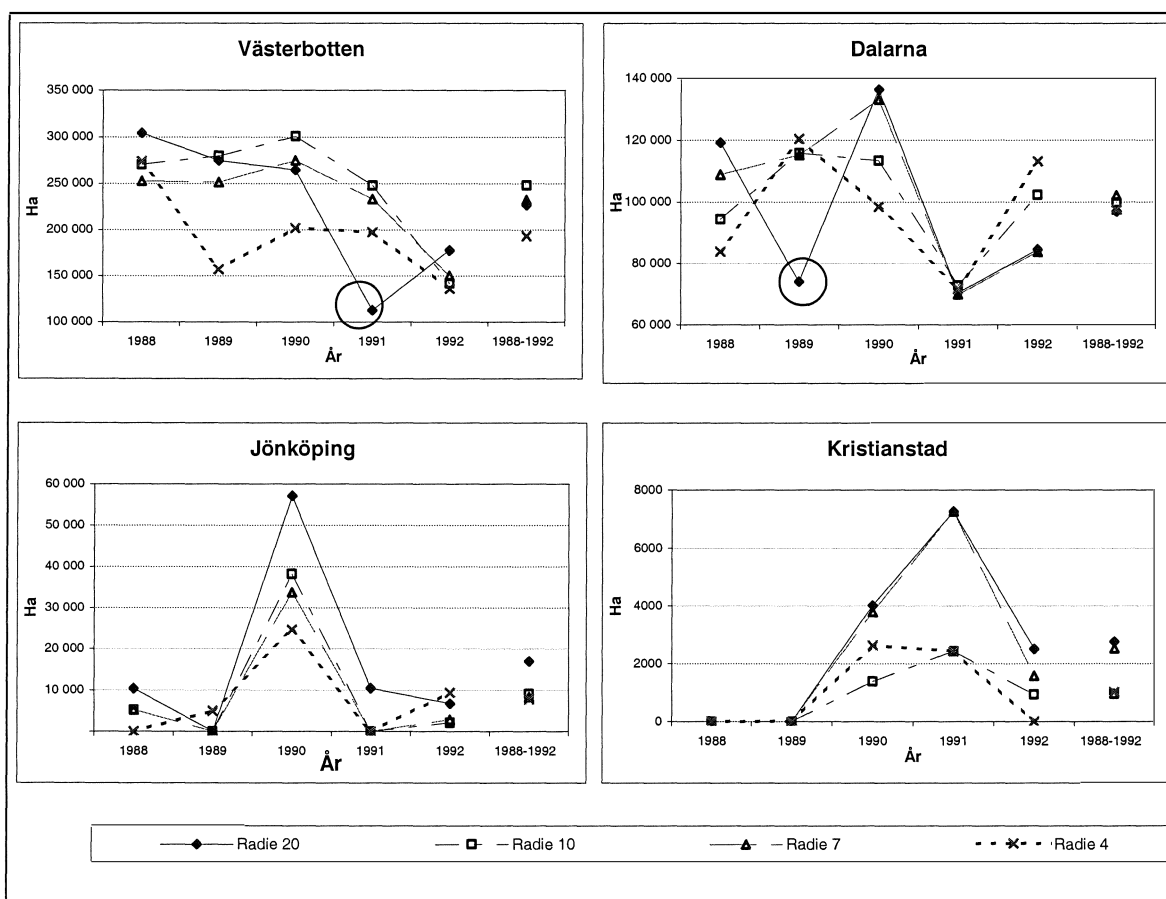 Västerbotten
Ha
350 000
300 000
250 000
200 000
150 000
100 000
1988 1989 1990 1991 1992 1988-1992
År
Dalarna
Ha
140 000
120 000
100 000
80 000
60 000
1988 1989 1990 1991 1992 1988-1992
År
Jönköping
Ha
60 000
50 000
40 000
30 000
20 000
10 000
1988 1989 1990 1991 1992 1988-1992
År
Kristianstad
Ha
8000
6000
4000
2000
0
1988 1989 1990 1991 1992 1988-1992
År
Radie 20 Radie 10 Radie 7 Radie 4